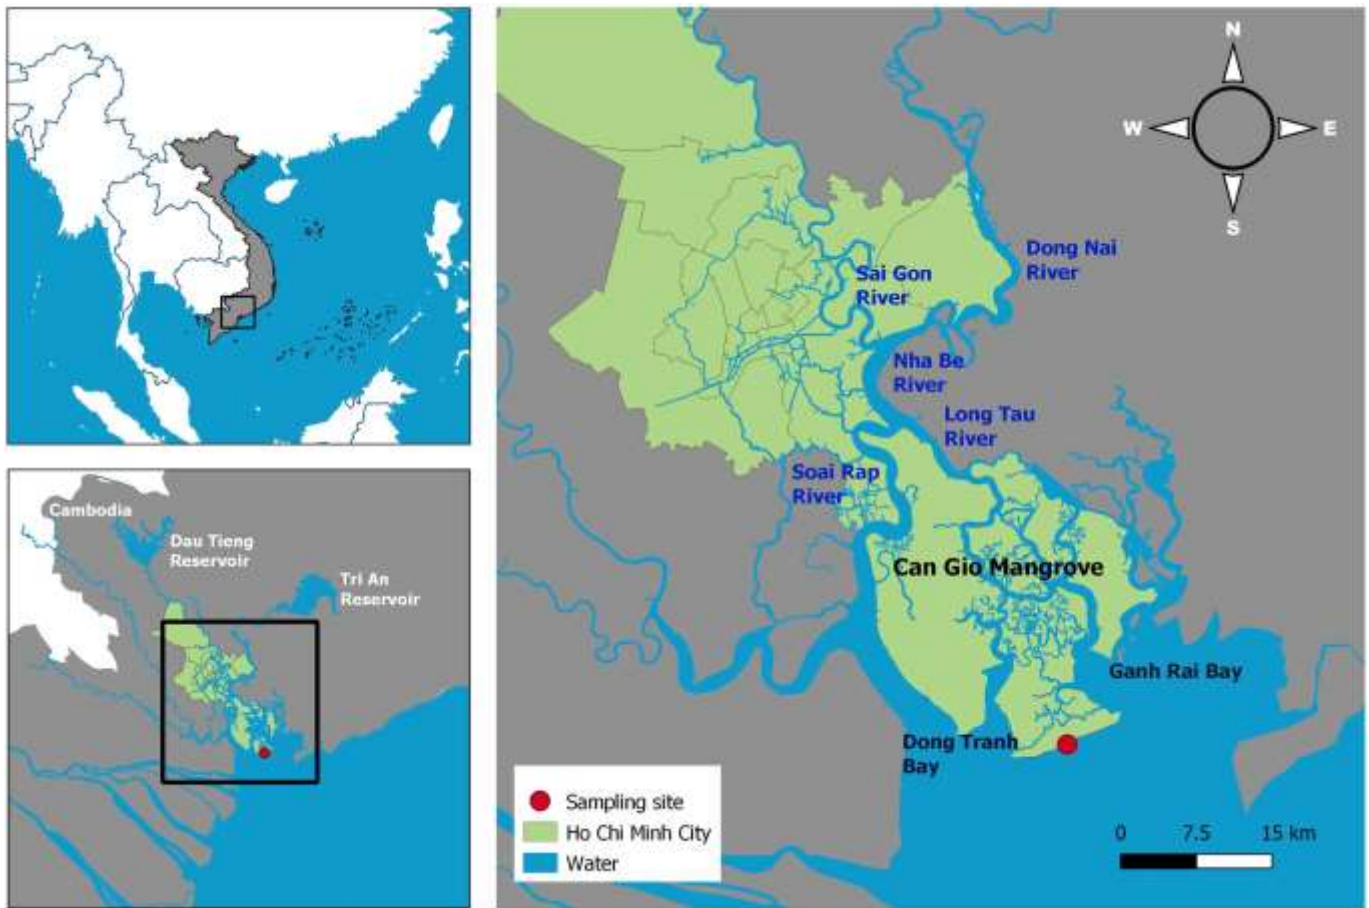 Cambodia
Dau Tieng
Reservoir
Tri An
Reservoir
N
W
E
S
Dong Nai
River
Sai Gon
River
Nha Be
River
Long Tau
River
Soai Rap
River
Can Gio Mangrove
Ganh Rai Bay
Dong Tranh
Bay
Sampling site
Ho Chi Minh City
Water
0 7.5 15 km